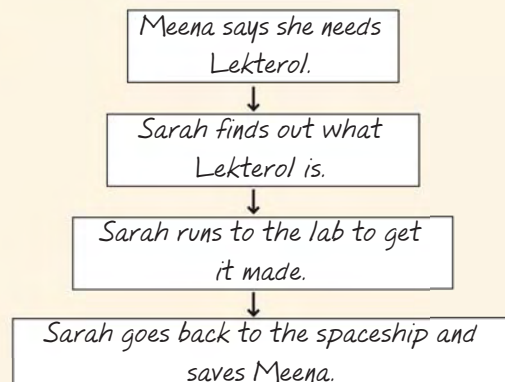 Meena says she needs
Lekterol.
Sarah finds out what
Lekterol is.
Sarah runs to the lab to get
it made.
Sarah goes back to the spaceship and
saves Meena.